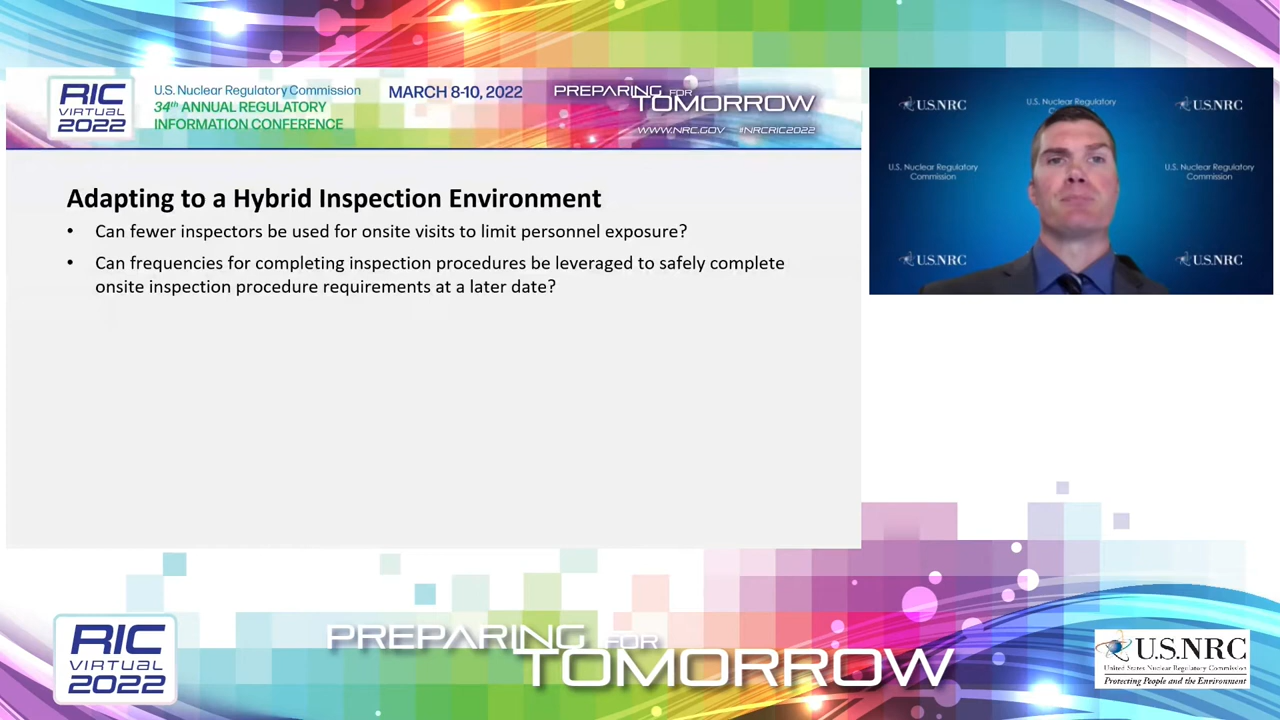 RIC
VIRTUAL
2022
U.S. Nuclear Regulatory Commission
34th ANNUAL REGULATORY
INFORMATION CONFERENCE
MARCH 8-10, 2022
PREPARING FOR
TOMORROW
WWW.NRC.GOV #NRCRIC2022
Adapting to a Hybrid Inspection Environment
• Can fewer inspectors be used for onsite visits to limit personnel exposure?
• Can frequencies for completing inspection procedures be leveraged to safely complete
onsite inspection procedure requirements at a later date?
U.S.NRC
U.S. Nuclear Regulatory
U.S.NRC
U.S. Nuclear Regulatory
Commission
U.S. Nuclear Regulatory
Commission
U.S.NRC
U.S.NRC
RIC
VIRTUAL
2022
PREPARING FOR
TOMORROW
U.S.NRC
United States Nuclear Regulatory Commission
Protecting People and the Environment